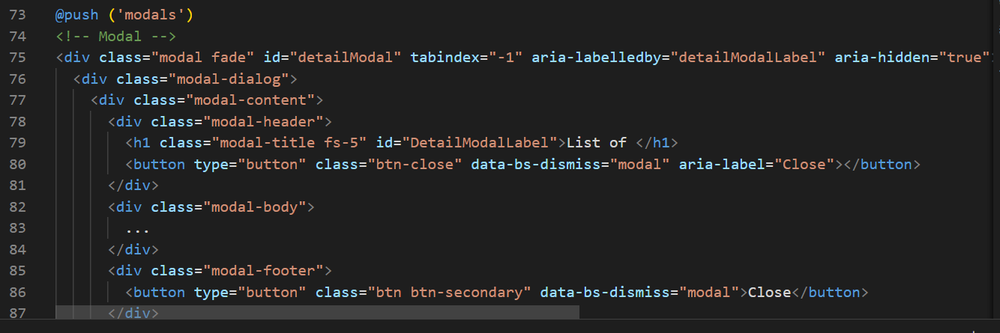 73 @push ('modals')
74 <!-- Modal -->
75 <div class="modal fade" id="detailModal" tabindex="-1" aria-labelledby="detailModalLabel" aria-hidden="true">
76 <div class="modal-dialog">
77 <div class="modal-content">
78 <div class="modal-header">
79 <h1 class="modal-title fs-5" id="DetailModalLabel">List of </h1>
80 <button type="button" class="btn-close" data-bs-dismiss="modal" aria-label="Close"></button>
81 </div>
82 <div class="modal-body">
83 ...
84 </div>
85 <div class="modal-footer">
86 <button type="button" class="btn btn-secondary" data-bs-dismiss="modal">Close</button>
87 </div>